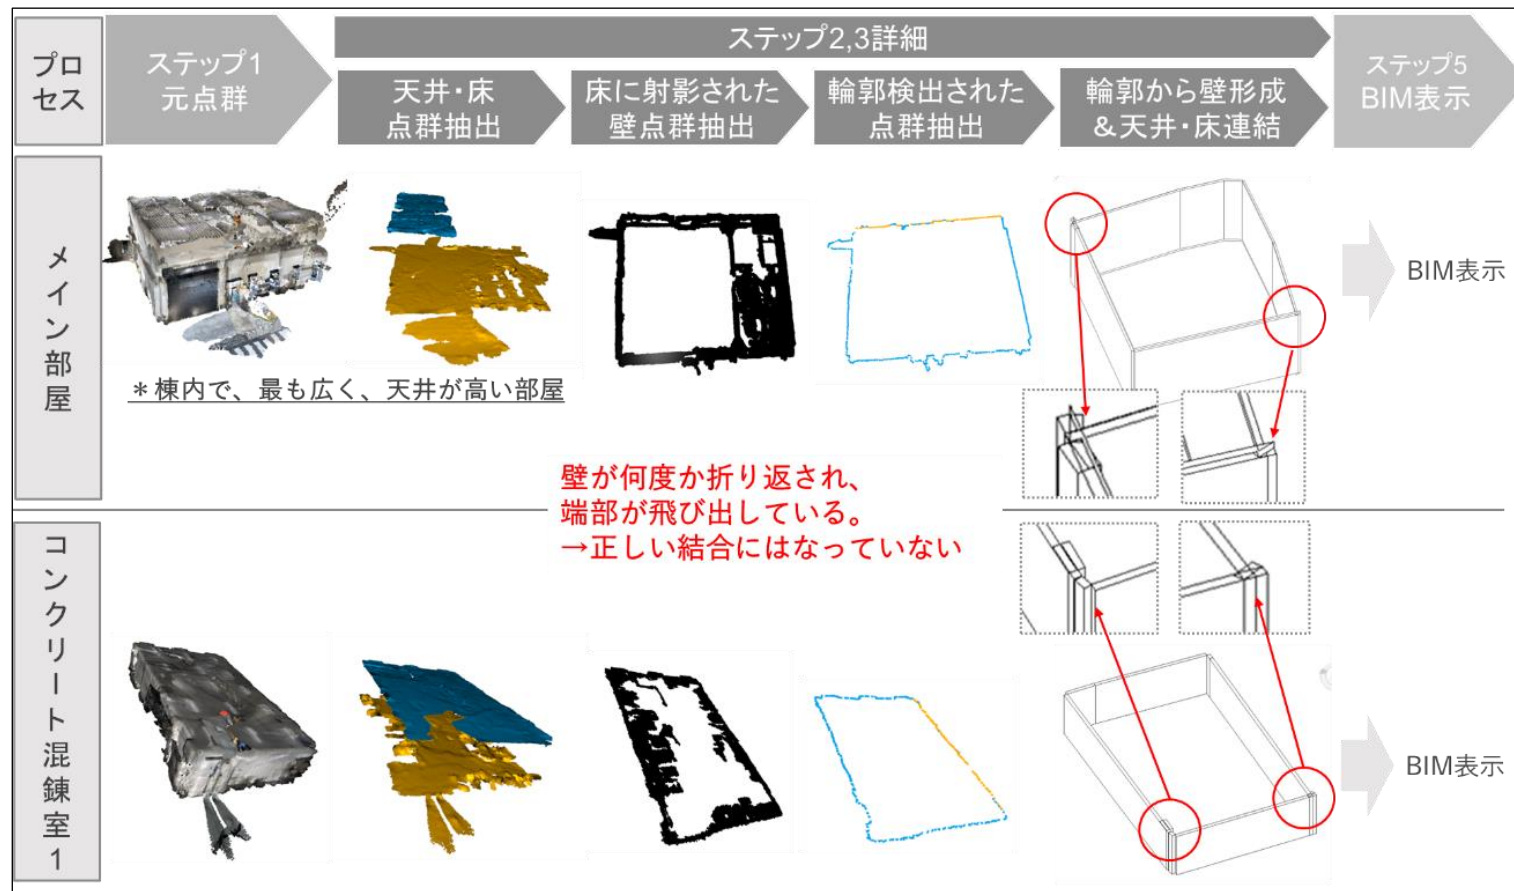 プロ
セス
ステップ1
元点群
ステップ2,3詳細
天井・床
点群抽出
床に射影された
壁点群抽出
輪郭検出された
点群抽出
輪郭から壁形成
＆天井・床連結
ステップ5
BIM表示
メイン部屋
＊棟内で、最も広く、天井が高い部屋
BIM表示
壁が何度か折り返され、
端部が飛び出している。
→正しい結合にはなっていない
コンクリート混錬室1
BIM表示